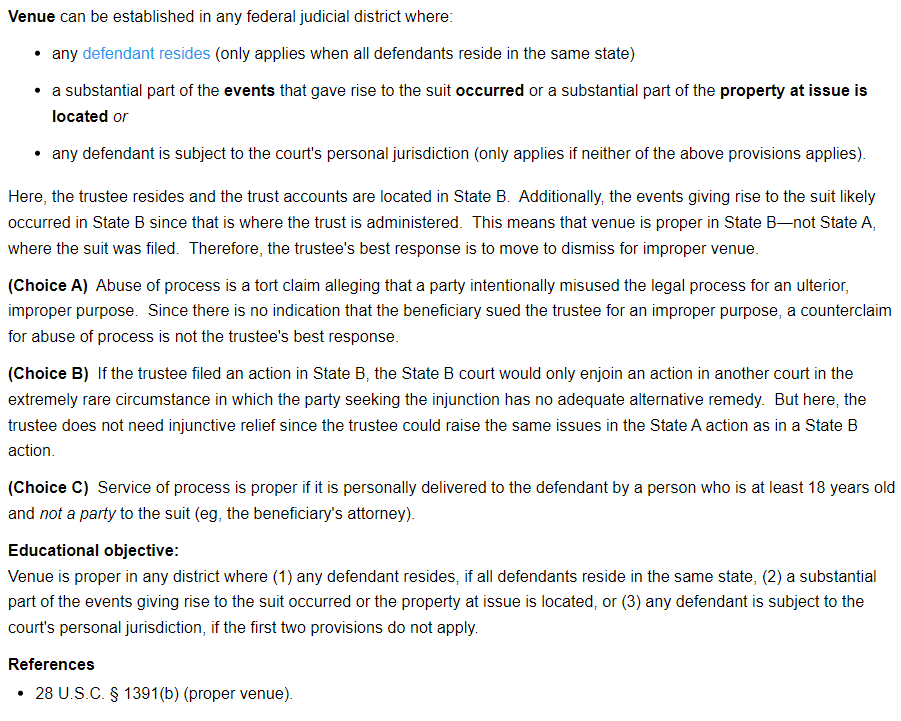 Venue can be established in any federal judicial district where:
• any defendant resides (only applies when all defendants reside in the same state)
• a substantial part of the events that gave rise to the suit occurred or a substantial part of the property at issue is
located or
• any defendant is subject to the court's personal jurisdiction (only applies if neither of the above provisions applies).
Here, the trustee resides and the trust accounts are located in State B. Additionally, the events giving rise to the suit likely
occurred in State B since that is where the trust is administered. This means that venue is proper in State B—not State A,
where the suit was filed. Therefore, the trustee's best response is to move to dismiss for improper venue.
(Choice A) Abuse of process is a tort claim alleging that a party intentionally misused the legal process for an ulterior,
improper purpose. Since there is no indication that the beneficiary sued the trustee for an improper purpose, a counterclaim
for abuse of process is not the trustee's best response.
(Choice B) If the trustee filed an action in State B, the State B court would only enjoin an action in another court in the
extremely rare circumstance in which the party seeking the injunction has no adequate alternative remedy. But here, the
trustee does not need injunctive relief since the trustee could raise the same issues in the State A action as in a State B
action.
(Choice C) Service of process is proper if it is personally delivered to the defendant by a person who is at least 18 years old
and not a party to the suit (eg, the beneficiary's attorney).
Educational objective:
Venue is proper in any district where (1) any defendant resides, if all defendants reside in the same state, (2) a substantial
part of the events giving rise to the suit occurred or the property at issue is located, or (3) any defendant is subject to the
court's personal jurisdiction, if the first two provisions do not apply.
References
• 28 U.S.C. § 1391(b) (proper venue).